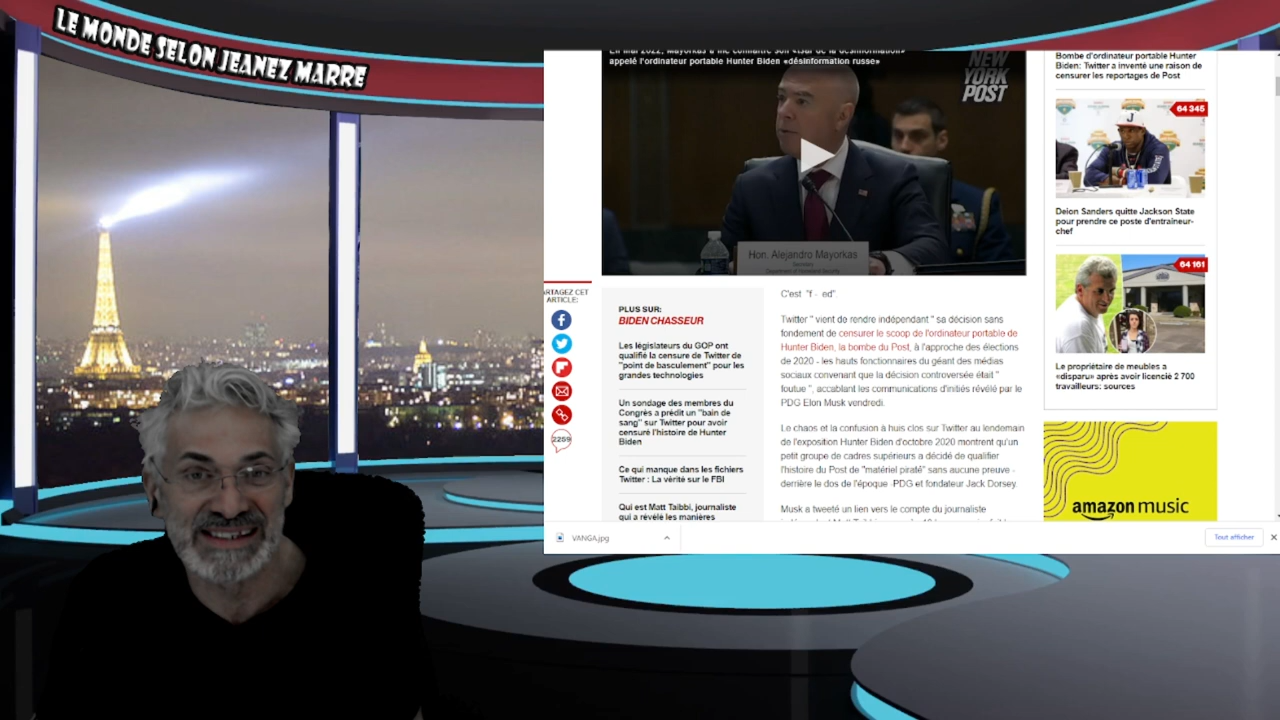 LE MONDE SELON JEANEZ MARRE
En mai 2022, Mayorkas a fait connaître son «tsar de la désinformation»
appelé l'ordinateur portable Hunter Biden «désinformation russe»
NEW
YORK
POST
Hon. Alejandro Mayorkas
Secretary
Department of Homeland Security
RTAGEZ CET
ARTICLE:
2259
PLUS SUR:
BIDEN CHASSEUR
Les législateurs du GOP ont
qualifié la censure de Twitter de
"point de basculement" pour les
grandes technologies
Un sondage des membres du
Congrès a prédit un "bain de
sang" sur Twitter pour avoir
censuré l'histoire de Hunter
Biden
Ce qui manque dans les fichiers
Twitter : La vérité sur le FBI
Qui est Matt Taibbi, journaliste
qui a révélé les manières
C'est "f - ed".
Twitter " vient de rendre indépendant " sa décision sans
fondement de censurer le scoop de l'ordinateur portable de
Hunter Biden, la bombe du Post, à l'approche des élections
de 2020 - les hauts fonctionnaires du géant des médias
sociaux convenant que la décision controversée était "
foutue ", accablant les communications d'initiés révélé par le
PDG Elon Musk vendredi.
Le chaos et la confusion à huis clos sur Twitter au lendemain
de l'exposition Hunter Biden d'octobre 2020 montrent qu'un
petit groupe de cadres supérieurs a décidé de qualifier
l'histoire du Post de "matériel piraté" sans aucune preuve -
derrière le dos de l'époque -PDG et fondateur Jack Dorsey.
Musk a tweeté un lien vers le compte du journaliste
Bombe d'ordinateur portable Hunter
Biden: Twitter a inventé une raison de
censurer les reportages de Post
64 345
J
Deion Sanders quitte Jackson State
pour prendre ce poste d'entraîneur-
chef
64 161
Le propriétaire de meubles a
«disparu» après avoir licencié 2 700
travailleurs: sources
amazon music
VANGA.jpg
Tout afficher